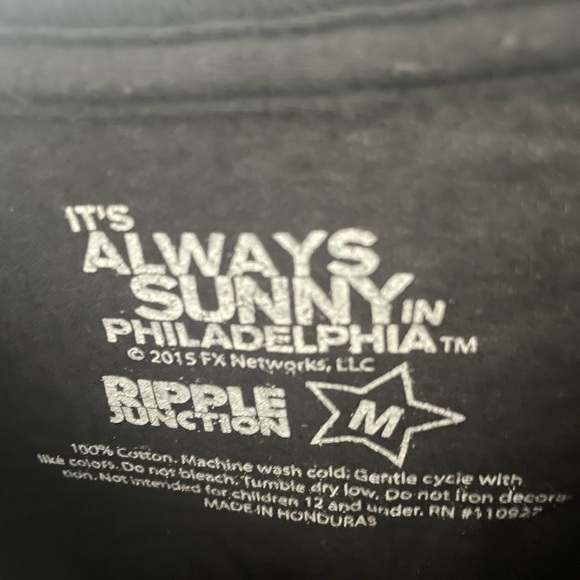 IT'S
ALWAYS
SUNNY IN
PHILADELPHIA™
© 2015 FX Networks, LLC
RIPPLE
JUNCTION
M
100% Cotton. Machine wash cold; Gentle cycle with
like colors. Do not bleach. Tumble dry low. Do not iron decora-
tion. Not intended for children 12 and under. RN #110927
MADE IN HONDURAS